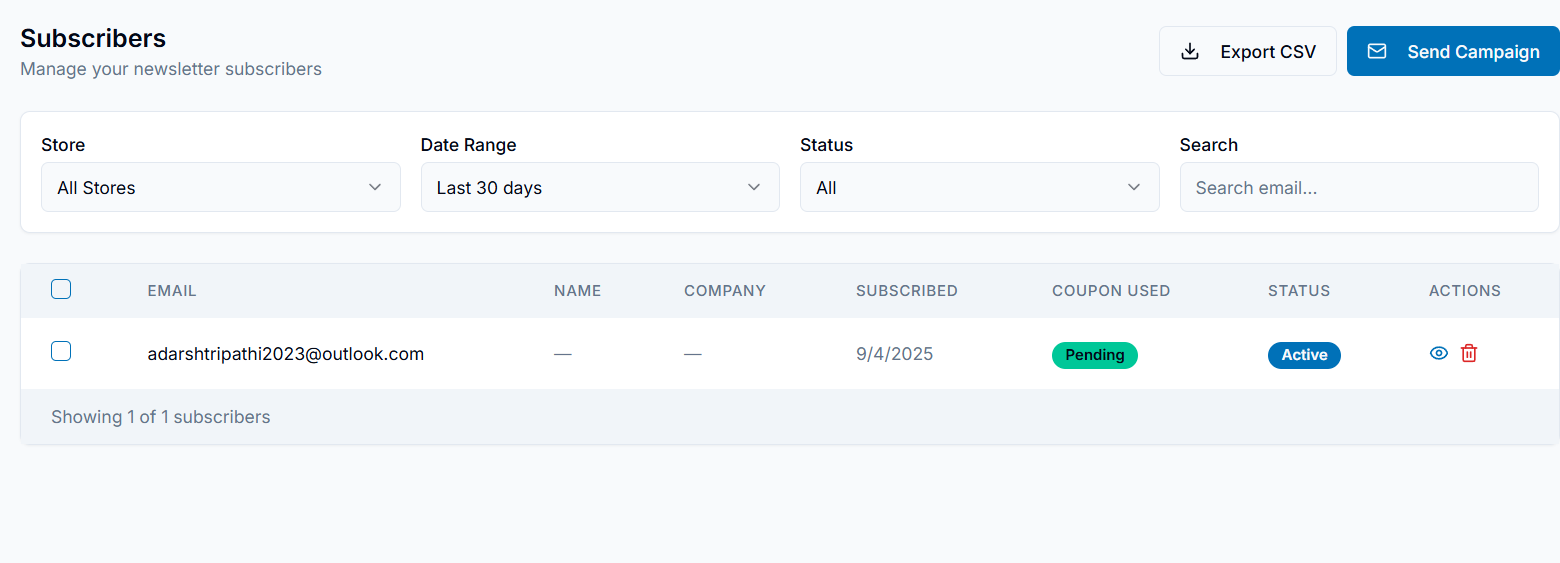 Subscribers
Manage your newsletter subscribers
Export CSV
Send Campaign
Store
Date Range
Status
Search
All Stores
Last 30 days
All
Search email...
EMAIL NAME COMPANY SUBSCRIBED COUPON USED STATUS ACTIONS
adarshtripathi2023@outlook.com — — 9/4/2025 Pending Active
Showing 1 of 1 subscribers